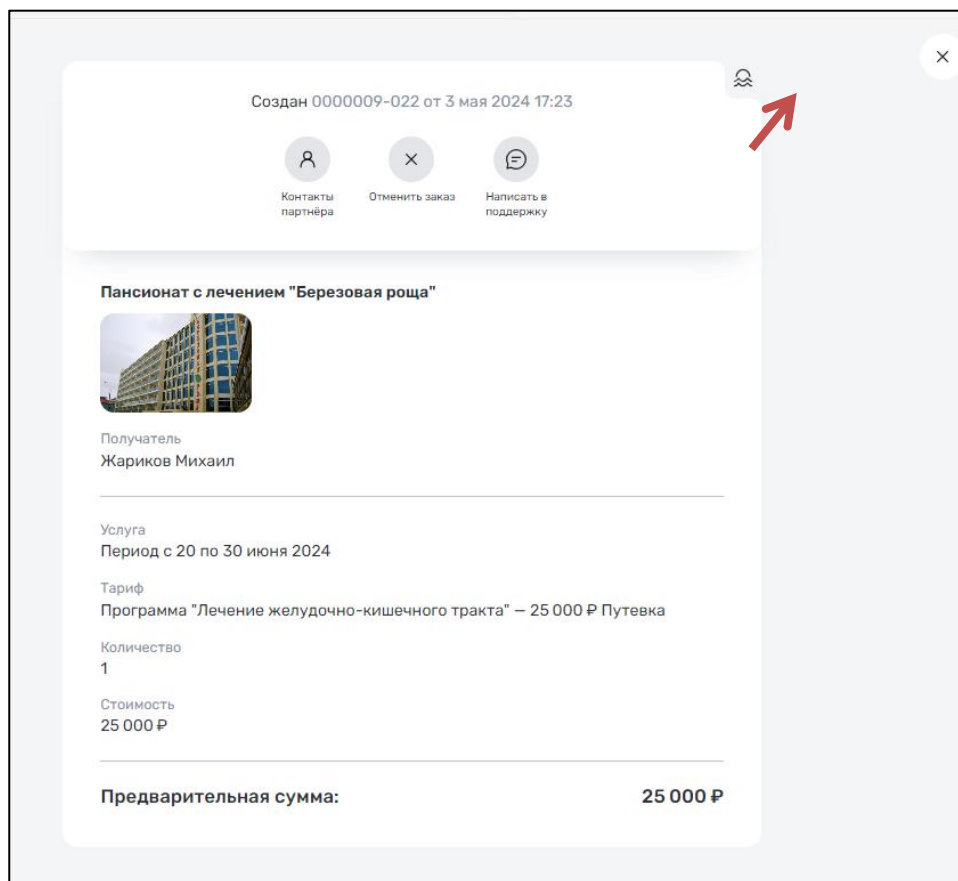 Создан 0000009-022 от 3 мая 2024 17:23
Контакты партнёра
Отменить заказ
Написать в поддержку
Пансионат с лечением "Березовая роща"
Получатель
Жариков Михаил
Услуга
Период с 20 по 30 июня 2024
Тариф
Программа "Лечение желудочно-кишечного тракта" — 25 000 ₽ Путевка
Количество
1
Стоимость
25 000 ₽
Предварительная сумма: 25 000 ₽